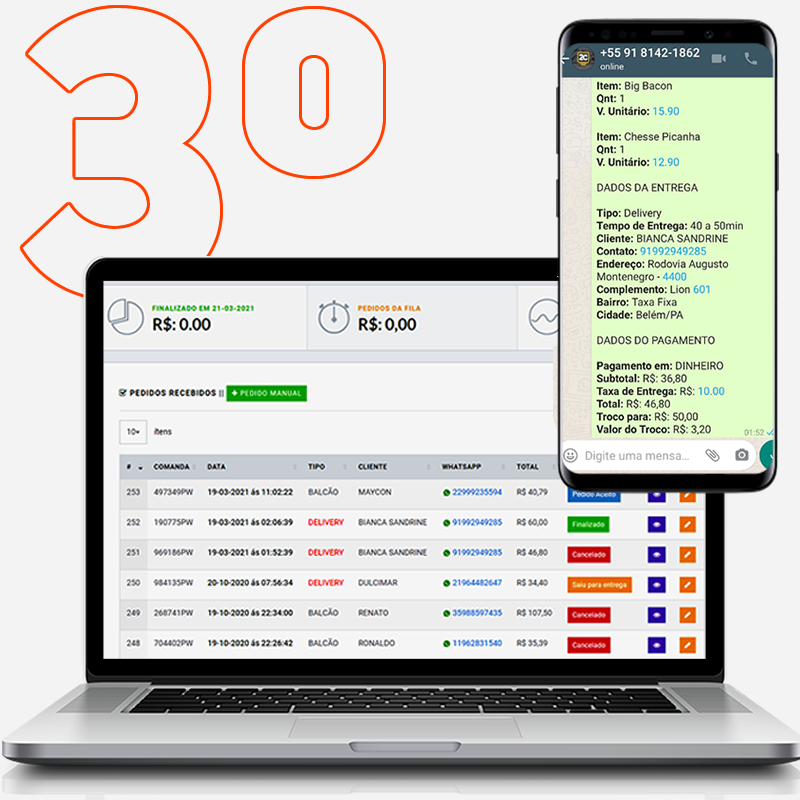 3º
+55 91 8142-1862
online
Item: Big Bacon
Qnt: 1
V. Unitário: 15.90
Item: Chesse Picanha
Qnt: 1
V. Unitário: 12.90
DADOS DA ENTREGA
Tipo: Delivery
Tempo de Entrega: 40 a 50min
Cliente: BIANCA SANDRINE
Contato: 91992949285
Endereço: Rodovia Augusto
Montenegro - 4400
Complemento: Lion 601
Bairro: Taxa Fixa
Cidade: Belém/PA
DADOS DO PAGAMENTO
Pagamento em: DINHEIRO
Subtotal: R$: 36,80
Taxa de Entrega: R$: 10.00
Total: R$: 46,80
Troco para: R$: 50,00
Valor do Troco: R$: 3,20
01:52
Digite uma mensa...
FINALIZADO EM 21-03-2021
R$: 0.00
PEDIDOS DA FILA
R$: 0,00
PEDIDOS RECEBIDOS || + PEDIDO MANUAL
10 itens
# COMANDA DATA TIPO CLIENTE WHATSAPP TOTAL
253 497349PW 19-03-2021 ás 11:02:22 BALCÃO MAYCON 22999235594 R$ 40,79 Pedido Aceito
252 190775PW 19-03-2021 ás 02:06:39 DELIVERY BIANCA SANDRINE 91992949285 R$ 60,00 Finalizado
251 969186PW 19-03-2021 ás 01:52:39 DELIVERY BIANCA SANDRINE 91992949285 R$ 46,80 Cancelado
250 984135PW 20-10-2020 ás 07:56:34 DELIVERY DULCIMAR 21964482647 R$ 34,40 Saiu para entrega
249 268741PW 19-10-2020 ás 22:34:00 BALCÃO RENATO 35988597435 R$ 107,50 Cancelado
248 704402PW 19-10-2020 ás 22:26:42 BALCÃO RONALDO 11962831540 R$ 35,39 Cancelado